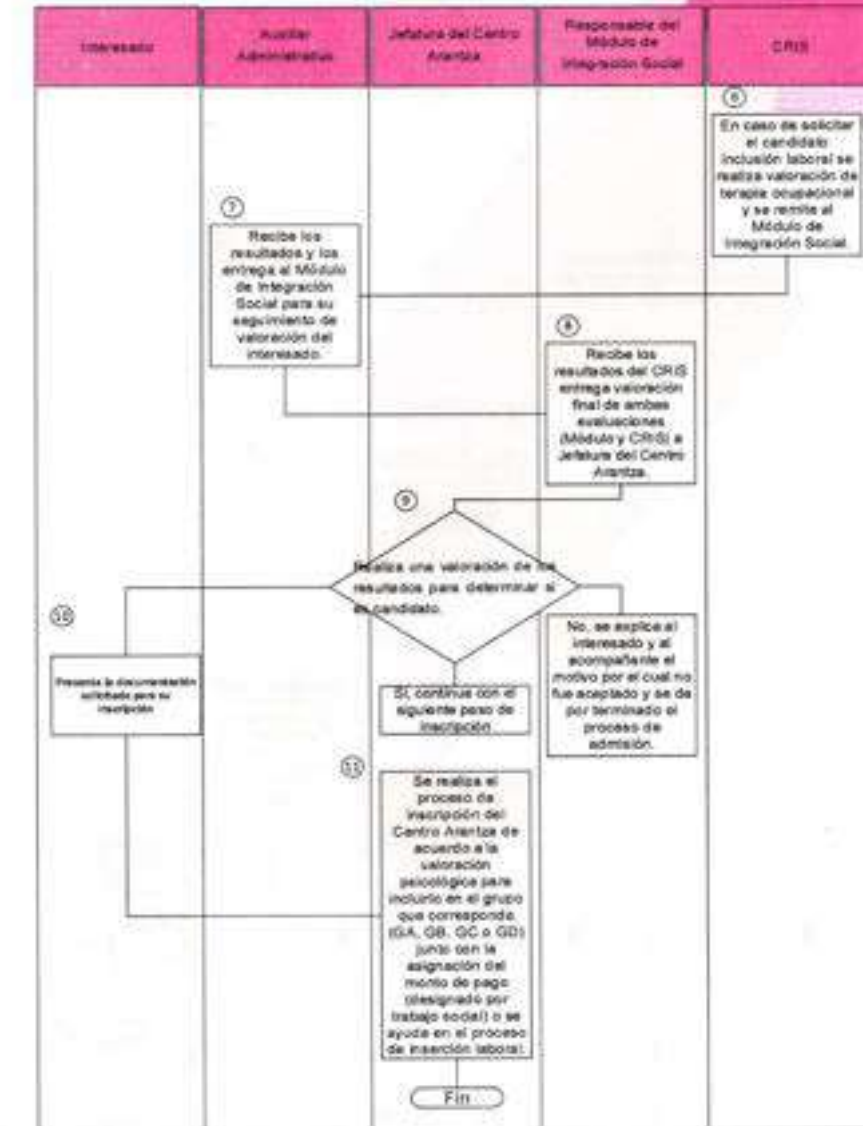 Interesado
Auxiliar
Administrativo
Jefatura del Centro
Arantza
Responsable del
Módulo de
Integración Social
CRIS
6
En caso de solicitar
el candidato
inclusión laboral se
realiza valoración de
terapia ocupacional
y se remite al
Módulo de
Integración Social.
7
Recibe los
resultados y los
entrega al Módulo
de Integración
Social para su
seguimiento de
valoración del
interesado.
8
Recibe los
resultados del CRIS
entrega valoración
final de ambas
evaluaciones
(Módulo y CRIS) a
Jefatura del Centro
Arantza.
9
Realiza una valoración de los
resultados para determinar si
es candidato.
10
Presenta la documentación
solicitada para su
inscripción
Sí, continue con el
siguiente paso de
inscripción
No, se explica al
interesado y al
acompañante el
motivo por el cual no
fue aceptado y se da
por terminado el
proceso de
admisión.
11
Se realiza el
proceso de
inscripción del
Centro Arantza de
acuerdo a la
valoración
psicológica para
incluirlo en el grupo
que corresponda
(GA, GB, GC o GD)
junto con la
asignación del
monto de pago
(designado por
trabajo social) o se
ayuda en el proceso
de inserción laboral.
Fin